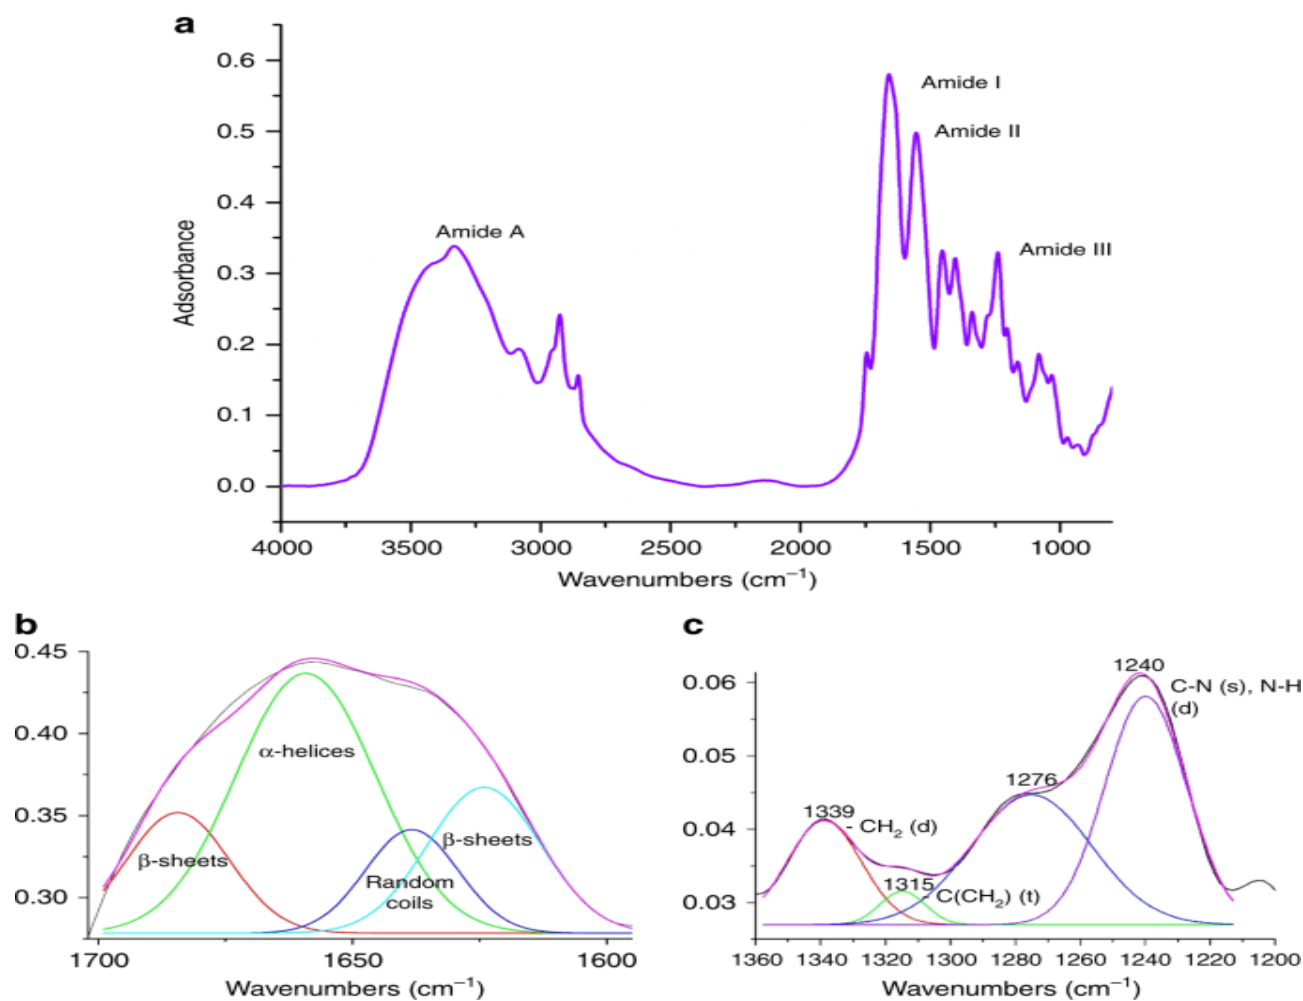 a
0.6
0.5
0.4
0.3
0.2
0.1
0.0
Adsorbance
Amide A
Amide I
Amide II
Amide III
4000 3500 3000 2500 2000 1500 1000
Wavenumbers (cm⁻¹)
b
0.45
0.40
0.35
0.30
α-helices
β-sheets
β-sheets
Random
coils
1700 1650 1600
Wavenumbers (cm⁻¹)
c
0.06
0.05
0.04
0.03
1240
C-N (s), N-H
(d)
1276
1339
- CH₂ (d)
1315
- C(CH₂) (t)
1360 1340 1320 1300 1280 1260 1240 1220 1200
Wavenumbers (cm⁻¹)